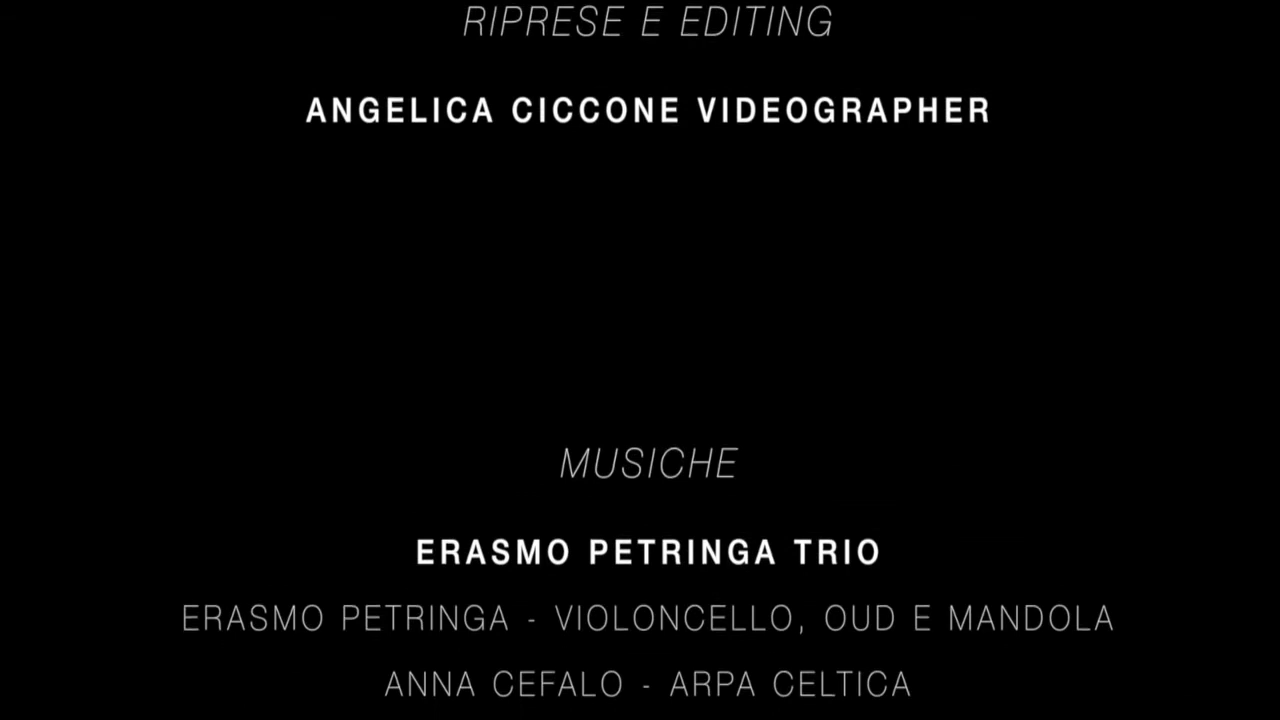 RIPRESE E EDITING
ANGELICA CICCONE VIDEOGRAPHER
MUSICHE
ERASMO PETRINGA TRIO
ERASMO PETRINGA - VIOLONCELLO, OUD E MANDOLA
ANNA CEFALO - ARPA CELTICA